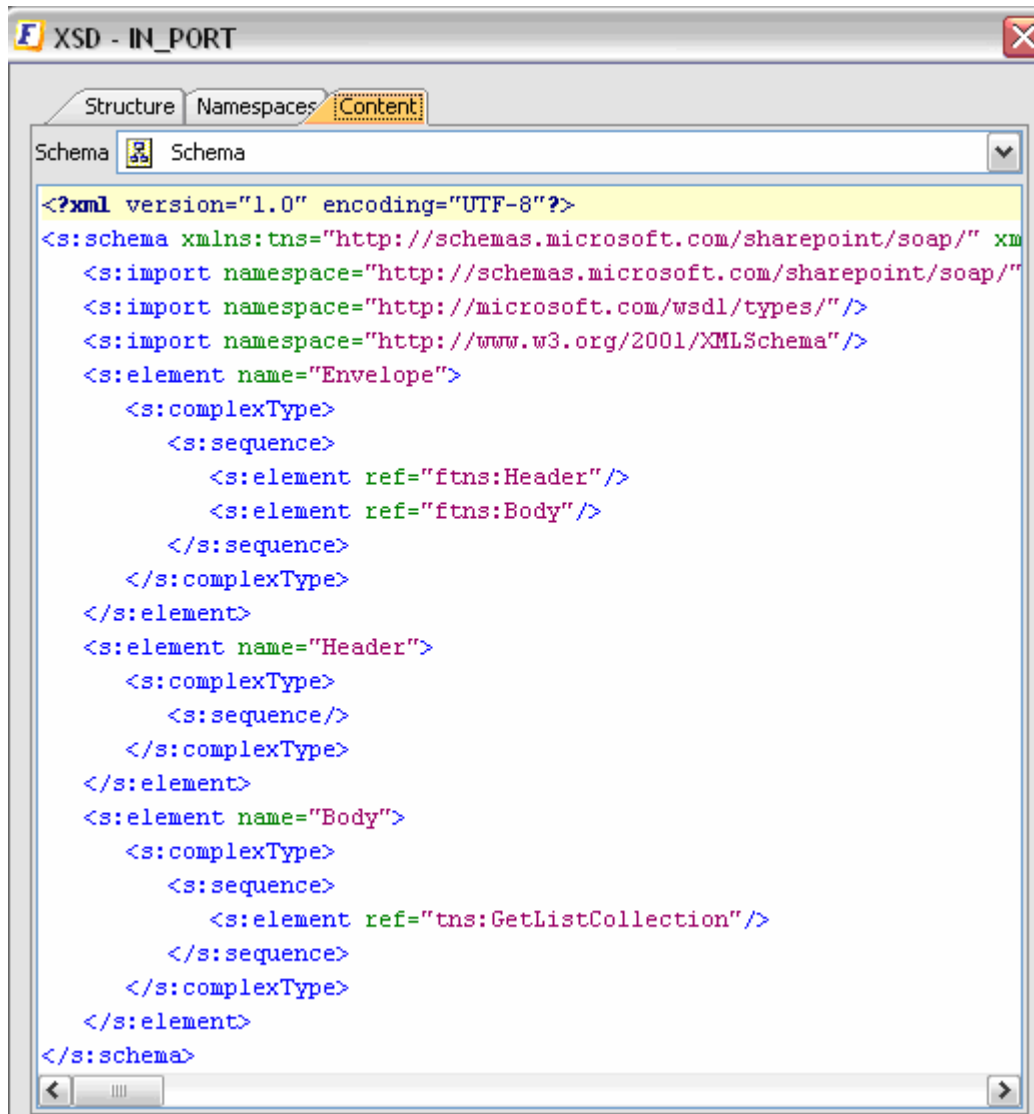 XSD - IN_PORT
Structure Namespaces Content
Schema Schema
<?xml version="1.0" encoding="UTF-8"?>
<s:schema xmlns:tns="http://schemas.microsoft.com/sharepoint/soap/" xm
<s:import namespace="http://schemas.microsoft.com/sharepoint/soap/"
<s:import namespace="http://microsoft.com/wsdl/types/"/>
<s:import namespace="http://www.w3.org/2001/XMLSchema"/>
<s:element name="Envelope">
<s:complexType>
<s:sequence>
<s:element ref="ftns:Header"/>
<s:element ref="ftns:Body"/>
</s:sequence>
</s:complexType>
</s:element>
<s:element name="Header">
<s:complexType>
<s:sequence/>
</s:complexType>
</s:element>
<s:element name="Body">
<s:complexType>
<s:sequence>
<s:element ref="tns:GetListCollection"/>
</s:sequence>
</s:complexType>
</s:element>
</s:schema>